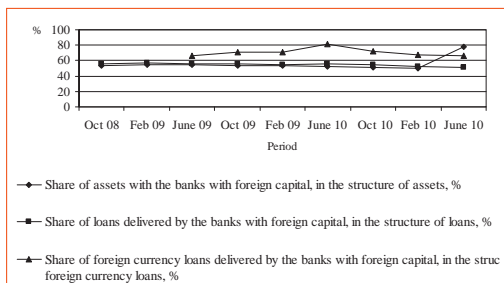 %
100
80
60
40
20
0
Oct 08 Feb 09 June 09 Oct 09 Feb 09 June 10 Oct 10 Feb 10 June 10
Period
Share of assets with the banks with foreign capital, in the structure of assets, %
Share of loans delivered by the banks with foreign capital, in the structure of loans, %
Share of foreign currency loans delivered by the banks with foreign capital, in the struc
foreign currency loans, %